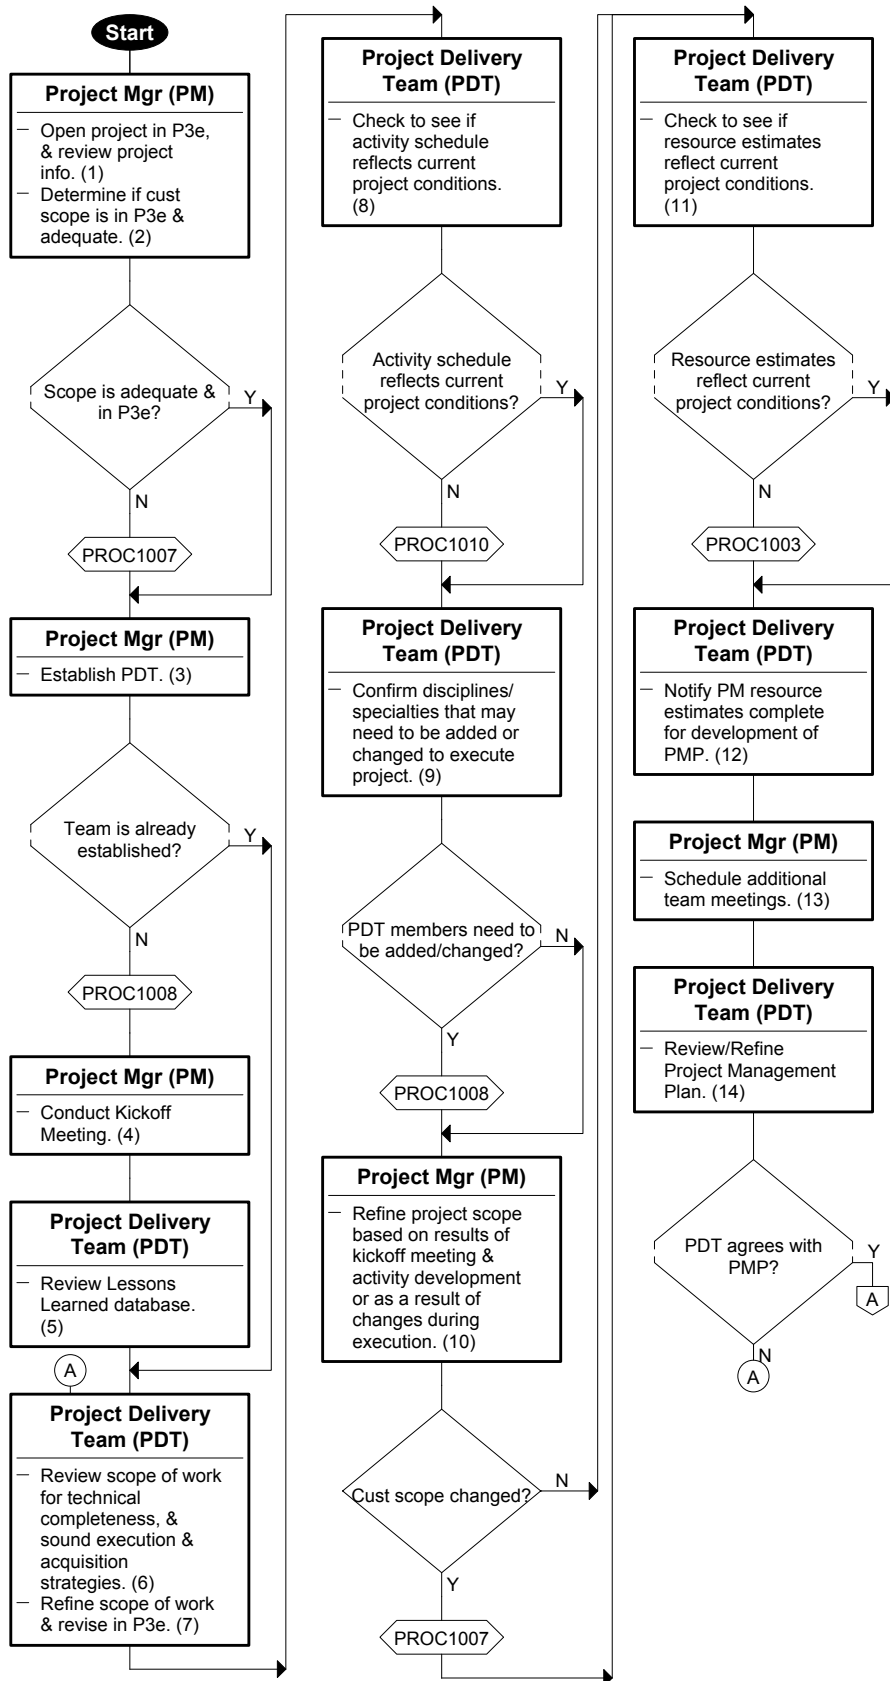 Start
Project Mgr (PM)
— Open project in P3e,
& review project
info. (1)
— Determine if cust
scope is in P3e &
adequate. (2)
Scope is adequate &
in P3e?
Y
N
PROC1007
Project Mgr (PM)
— Establish PDT. (3)
Team is already
established?
Y
N
PROC1008
Project Mgr (PM)
— Conduct Kickoff
Meeting. (4)
Project Delivery
Team (PDT)
— Review Lessons
Learned database.
(5)
A
Project Delivery
Team (PDT)
— Review scope of work
for technical
completeness, &
sound execution &
acquisition
strategies. (6)
— Refine scope of work
& revise in P3e. (7)
Project Delivery
Team (PDT)
— Check to see if
activity schedule
reflects current
project conditions.
(8)
Activity schedule
reflects current
project conditions?
Y
N
PROC1010
Project Delivery
Team (PDT)
— Confirm disciplines/
specialties that may
need to be added or
changed to execute
project. (9)
PDT members need to
be added/changed?
N
Y
PROC1008
Project Mgr (PM)
— Refine project scope
based on results of
kickoff meeting &
activity development
or as a result of
changes during
execution. (10)
Cust scope changed?
N
Y
PROC1007
Project Delivery
Team (PDT)
— Check to see if
resource estimates
reflect current
project conditions.
(11)
Resource estimates
reflect current
project conditions?
Y
N
PROC1003
Project Delivery
Team (PDT)
— Notify PM resource
estimates complete
for development of
PMP. (12)
Project Mgr (PM)
— Schedule additional
team meetings. (13)
Project Delivery
Team (PDT)
— Review/Refine
Project Management
Plan. (14)
PDT agrees with
PMP?
Y
A
N
A